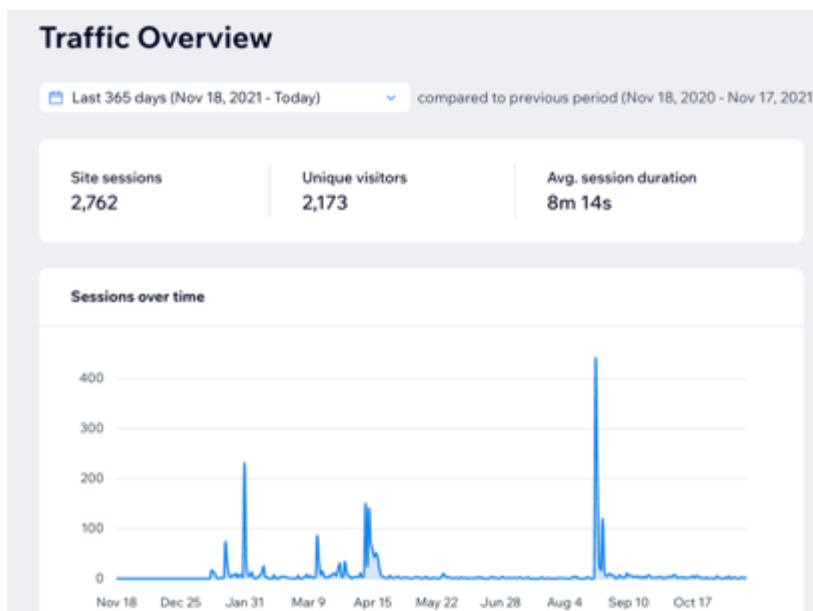 Traffic Overview
Last 365 days (Nov 18, 2021 - Today) compared to previous period (Nov 18, 2020 - Nov 17, 2021
Site sessions Unique visitors Avg. session duration
2,762 2,173 8m 14s
Sessions over time
400
300
200
100
0
Nov 18 Dec 25 Jan 31 Mar 9 Apr 15 May 22 Jun 28 Aug 4 Sep 10 Oct 17